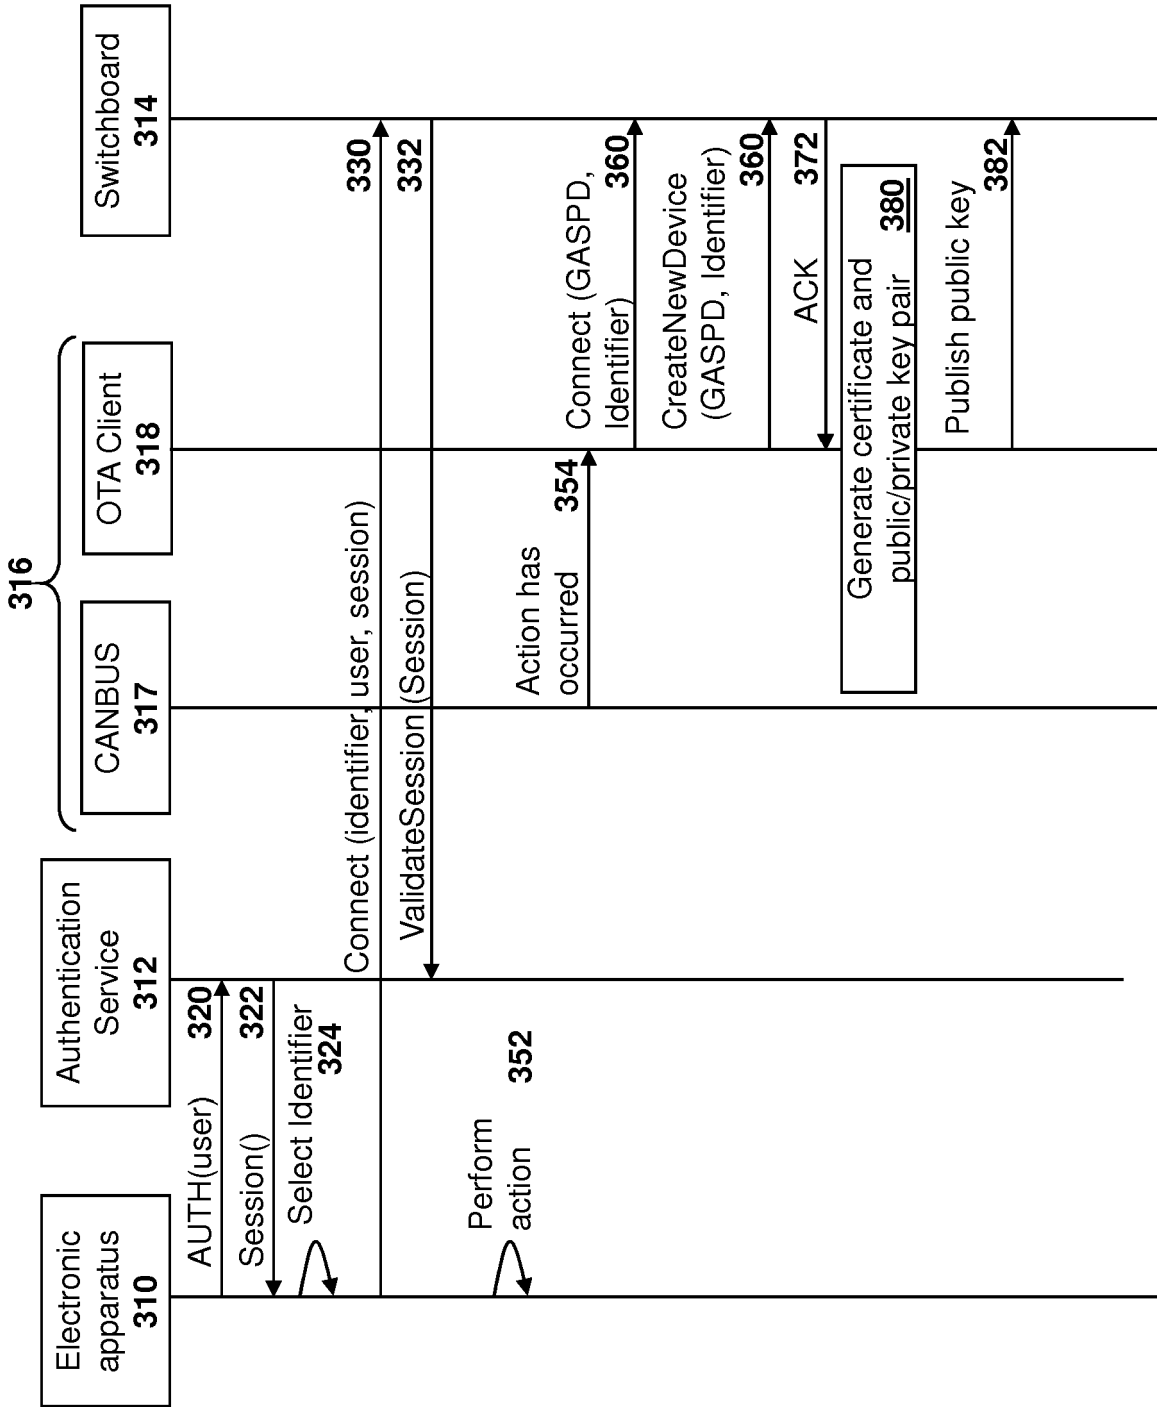 316
Electronic
apparatus
310
Authentication
Service
312
CANBUS
317
OTA Client
318
Switchboard
314
AUTH(user)
320
Session()
322
Select Identifier
324
Connect (identifier, user, session)
330
ValidateSession (Session)
332
Perform
action
352
Action has
occurred
354
Connect (GASPD,
Identifier)
360
CreateNewDevice
(GASPD, Identifier)
360
ACK
372
Generate certificate and
public/private key pair
380
Publish public key
382